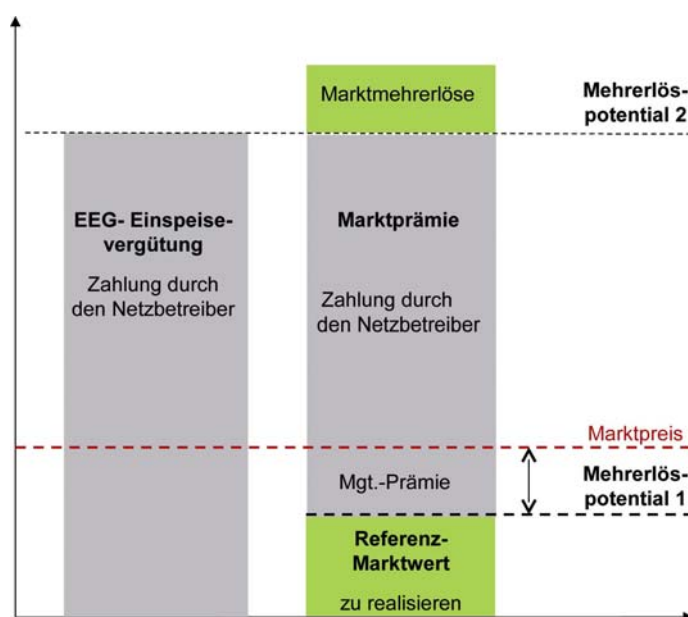 Marktmehrerlöse
Mehrerlös-
potential 2
EEG- Einspeise-
vergütung
Zahlung durch
den Netzbetreiber
Marktprämie
Zahlung durch
den Netzbetreiber
Marktpreis
Mgt.-Prämie
Mehrerlös-
potential 1
Referenz-
Marktwert
zu realisieren